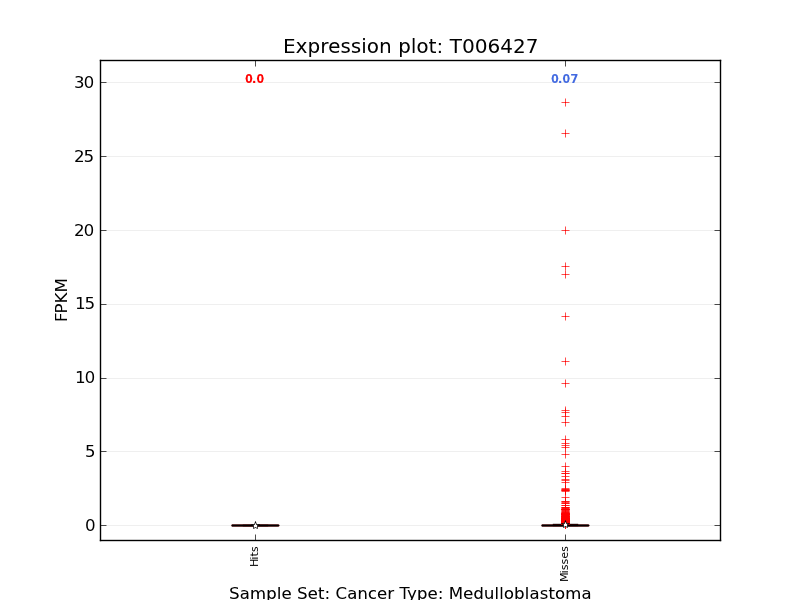 Expression plot: T006427
0.0
0.07
30
25
20
15
10
5
0
FPKM
Hits
Misses
Sample Set: Cancer Type: Medulloblastoma